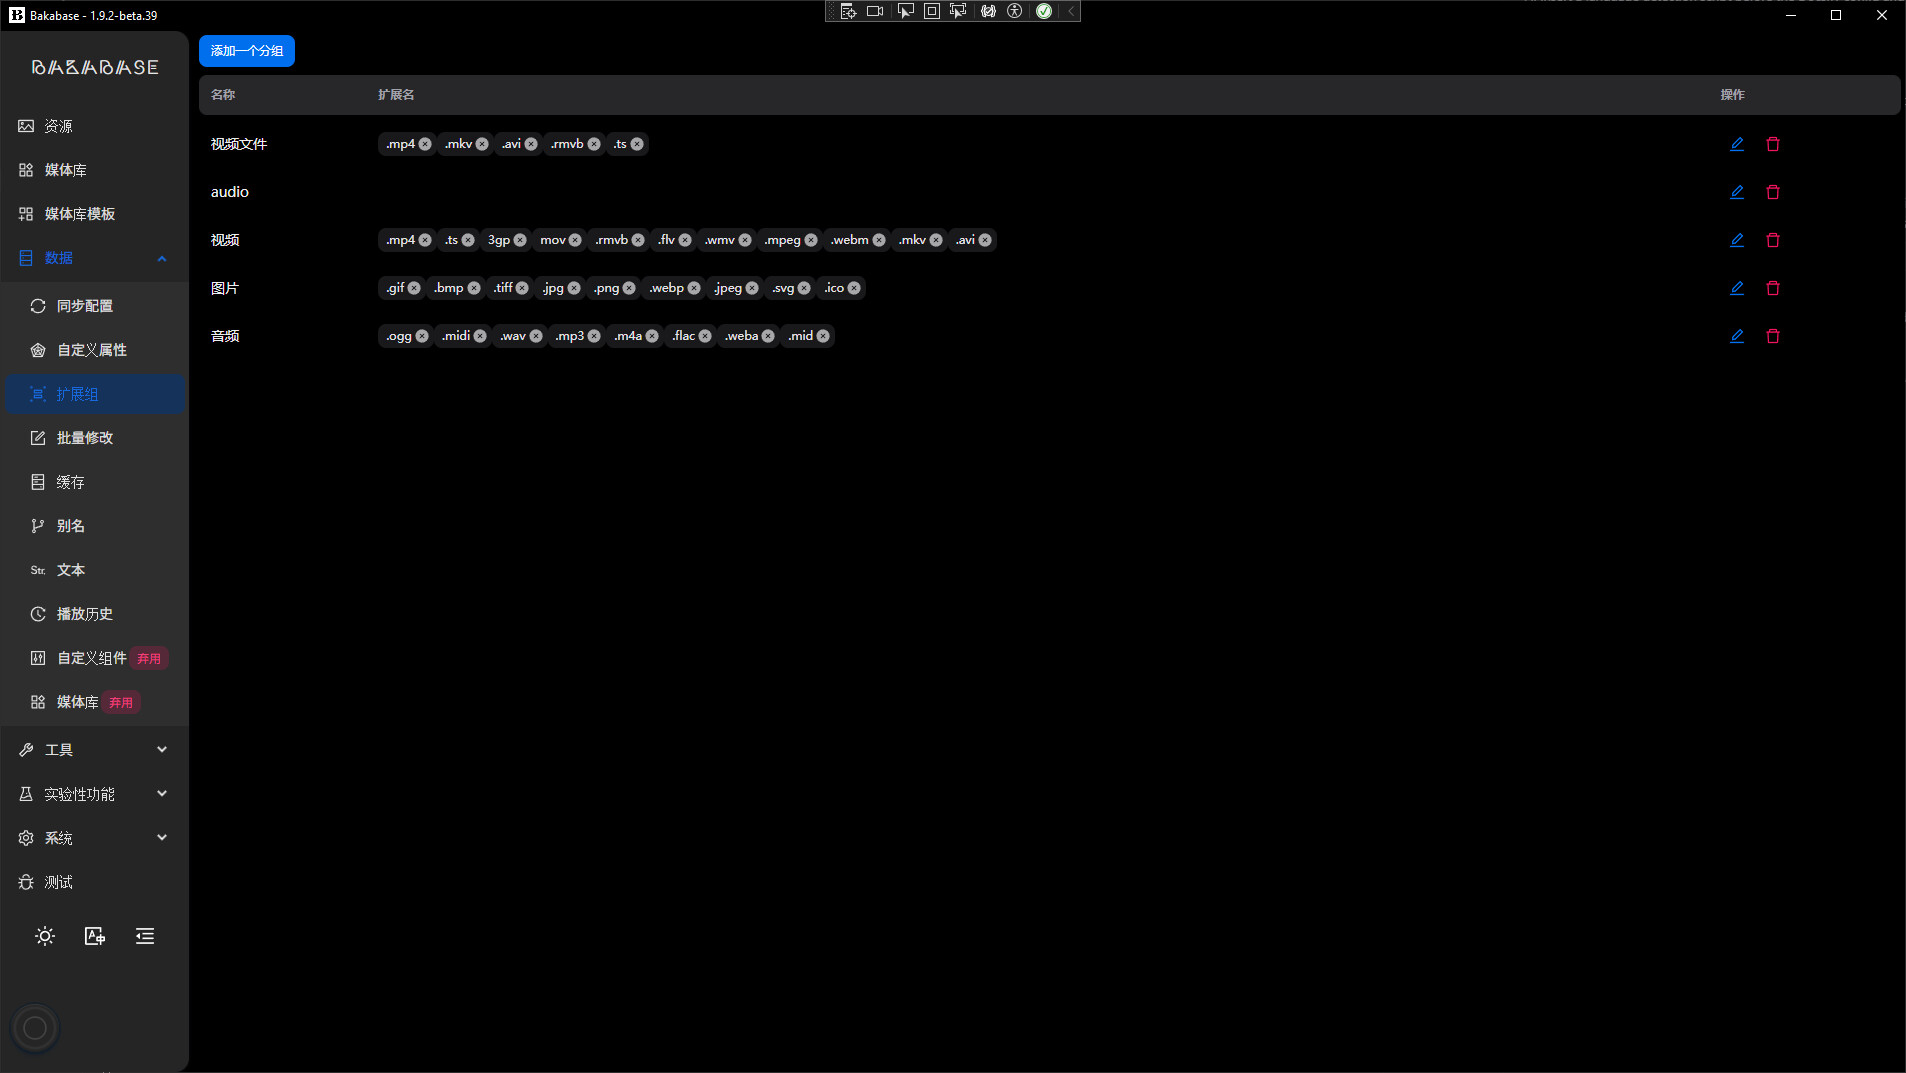 Bakabase - 1.9.2-beta.39
BAKABASE
资源
媒体库
媒体库模板
数据
同步配置
自定义属性
扩展组
批量修改
缓存
别名
Str. 文本
播放历史
自定义组件 弃用
媒体库 弃用
工具
实验性功能
系统
测试
添加一个分组
名称 扩展名 操作
视频文件 .mp4 .mkv .avi .rmvb .ts
audio
视频 .mp4 .ts 3gp mov .rmvb .flv .wmv .mpeg .webm .mkv .avi
图片 .gif .bmp .tiff .jpg .png .webp .jpeg .svg .ico
音频 .ogg .midi .wav .mp3 .m4a .flac .weba .mid